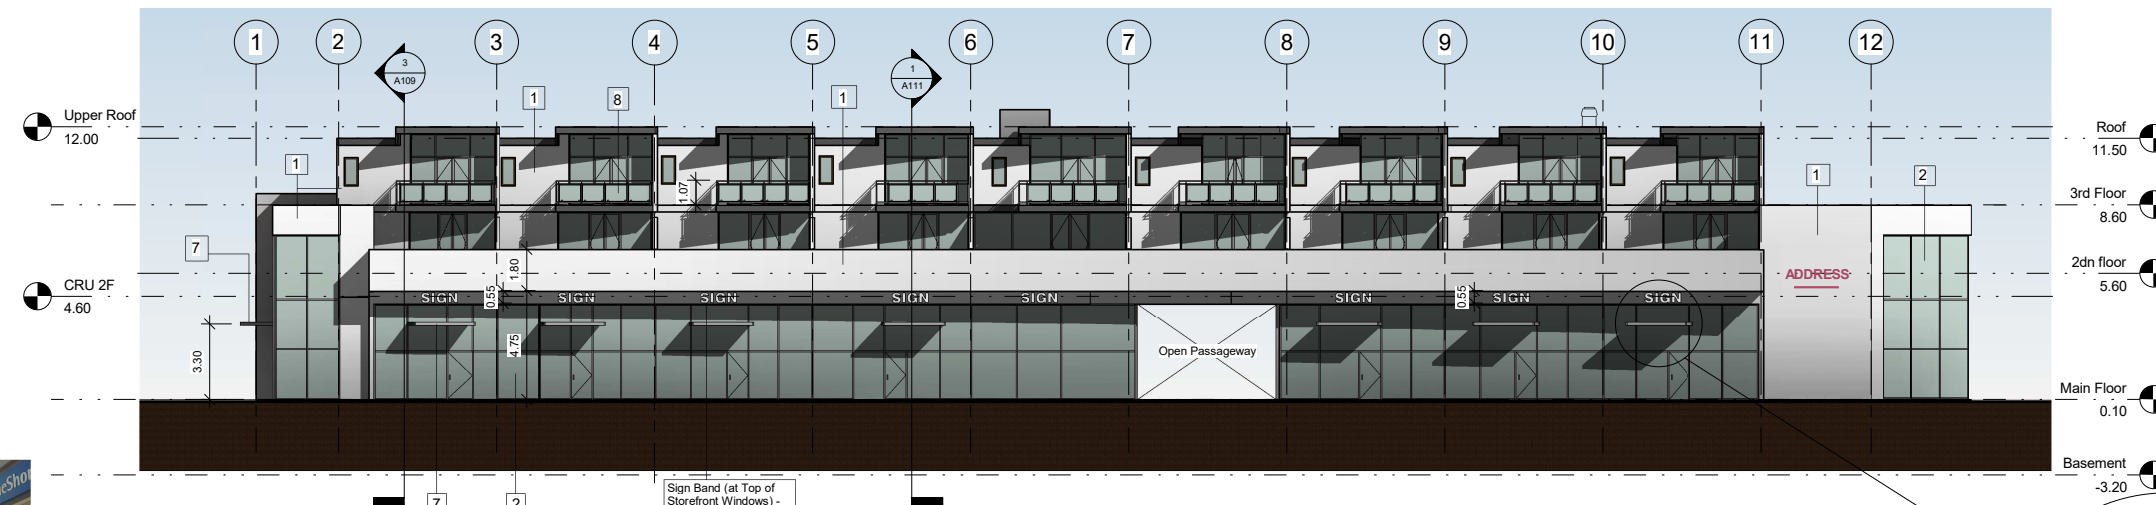 1 2 3 4 5 6 7 8 9 10 11 12
3
A109
1
A111
1 8 1
Upper Roof
12.00
Roof
11.50
1
1 2
1.07
3rd Floor
8.60
7
1.80
ADDRESS
2dn floor
5.60
CRU 2F
4.60
0.55
SIGN SIGN SIGN SIGN SIGN SIGN SIGN SIGN
0.55
3.30
4.75
Open Passageway
Main Floor
0.10
Basement
-3.20
7 2
Sign Band (at Top of
Storefront Windows) -